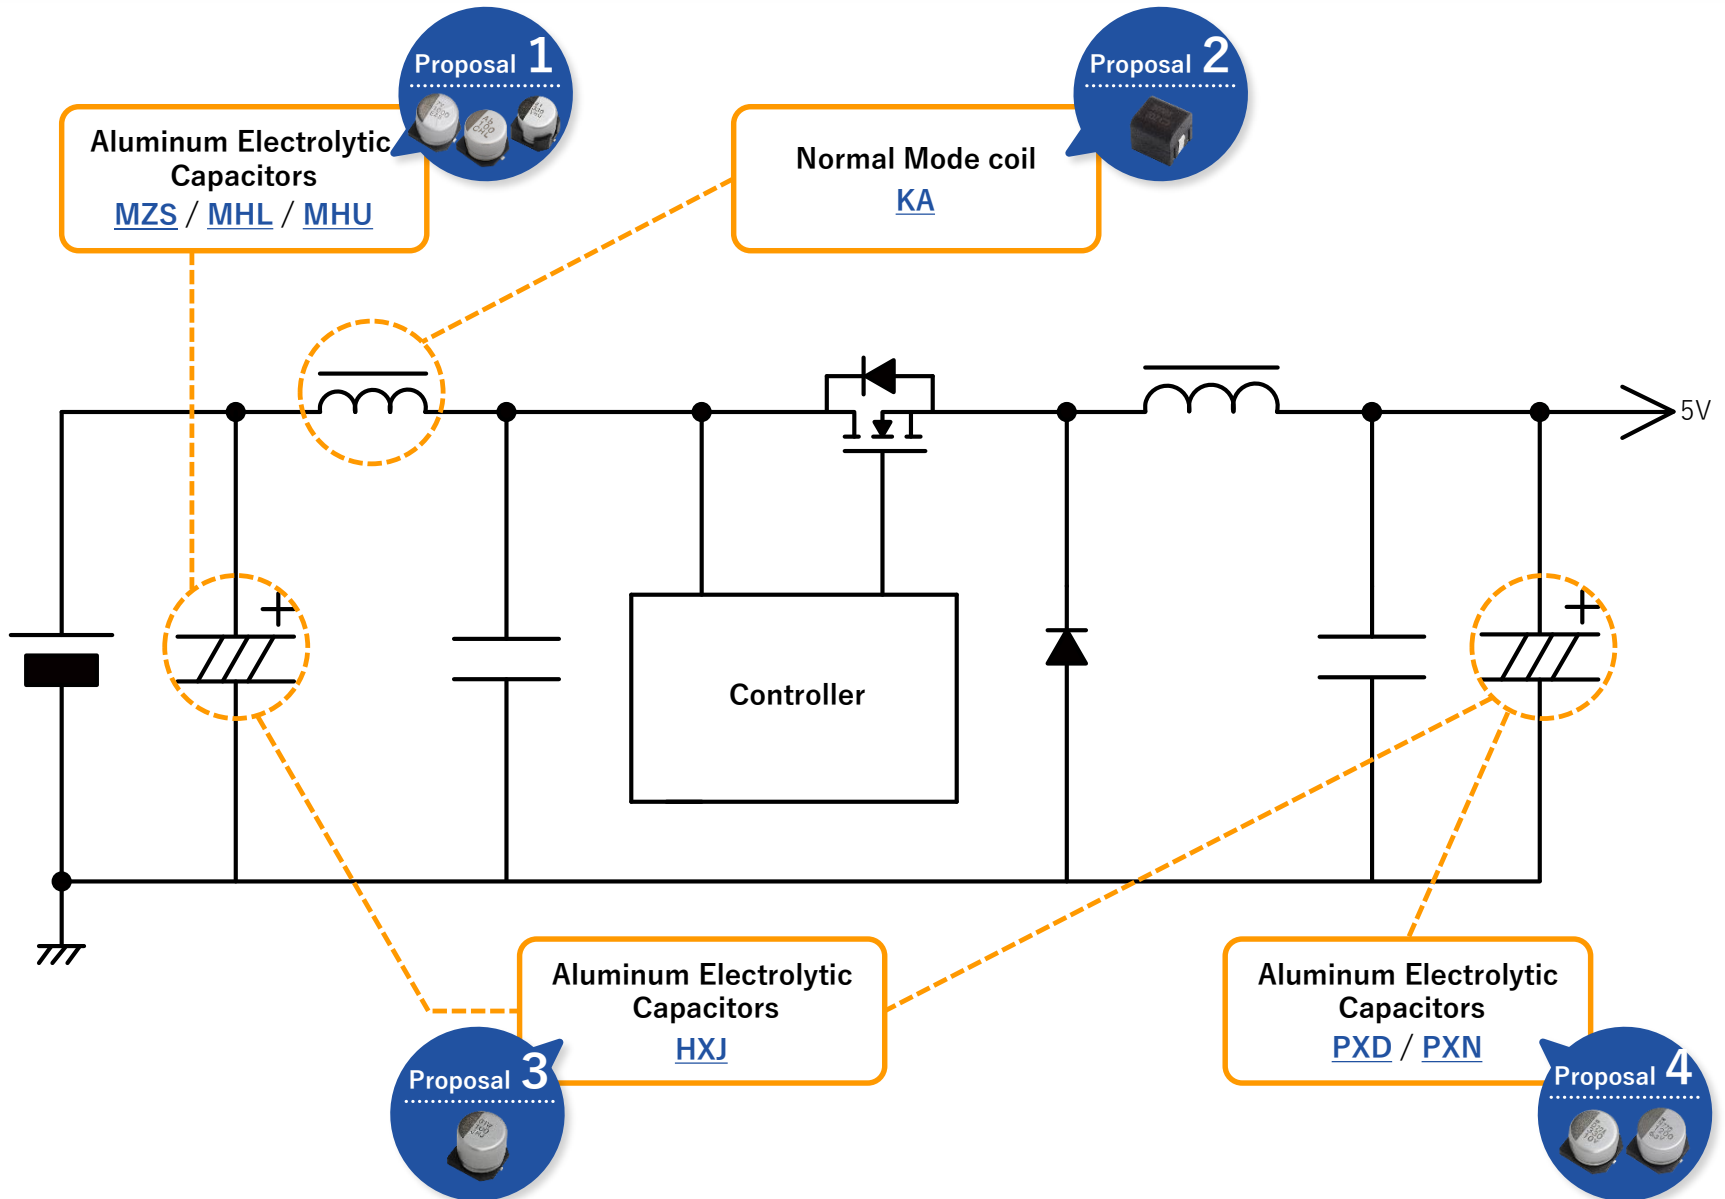 Proposal 1
Aluminum Electrolytic
Capacitors
MZS / MHL / MHU
Proposal 2
Normal Mode coil
KA
5V
Controller
Aluminum Electrolytic
Capacitors
HXJ
Proposal 3
Aluminum Electrolytic
Capacitors
PXD / PXN
Proposal 4